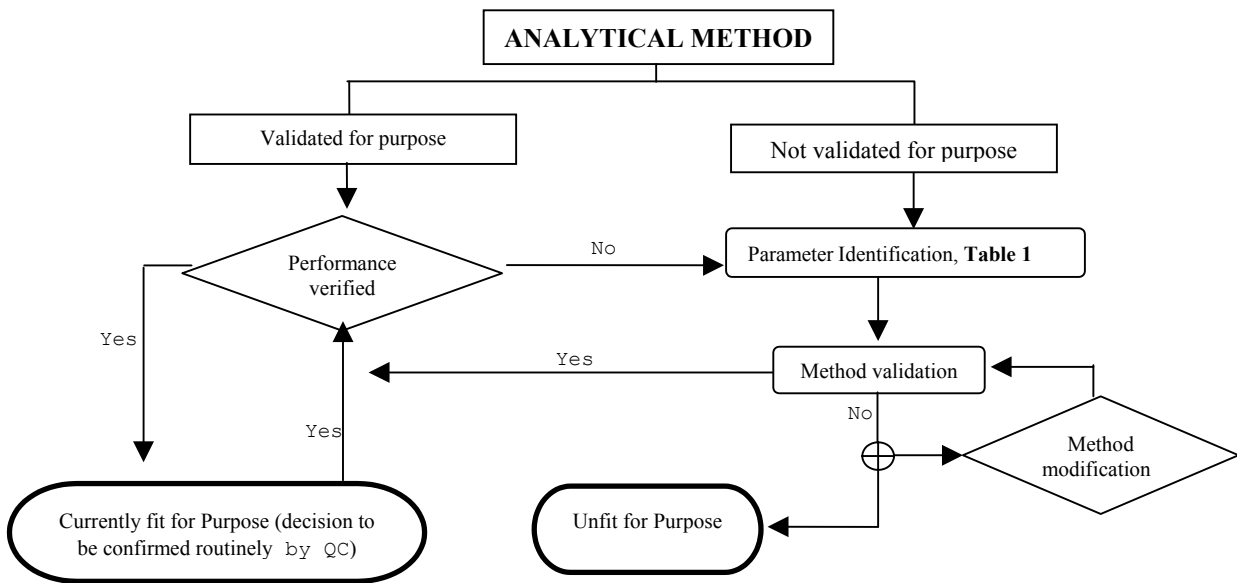 ANALYTICAL METHOD
Validated for purpose
Not validated for purpose
Performance
verified
No
Parameter Identification, Table 1
Yes
Yes
Method validation
No
Yes
Method
modification
Currently fit for Purpose (decision to
be confirmed routinely by QC)
Unfit for Purpose